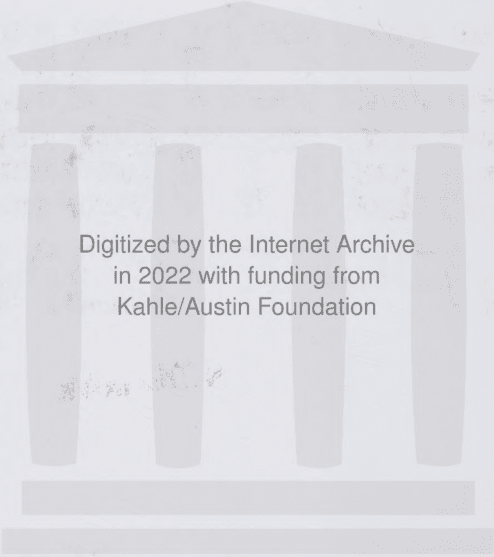 Digitized by the Internet Archive
in 2022 with funding from
Kahle/Austin Foundation